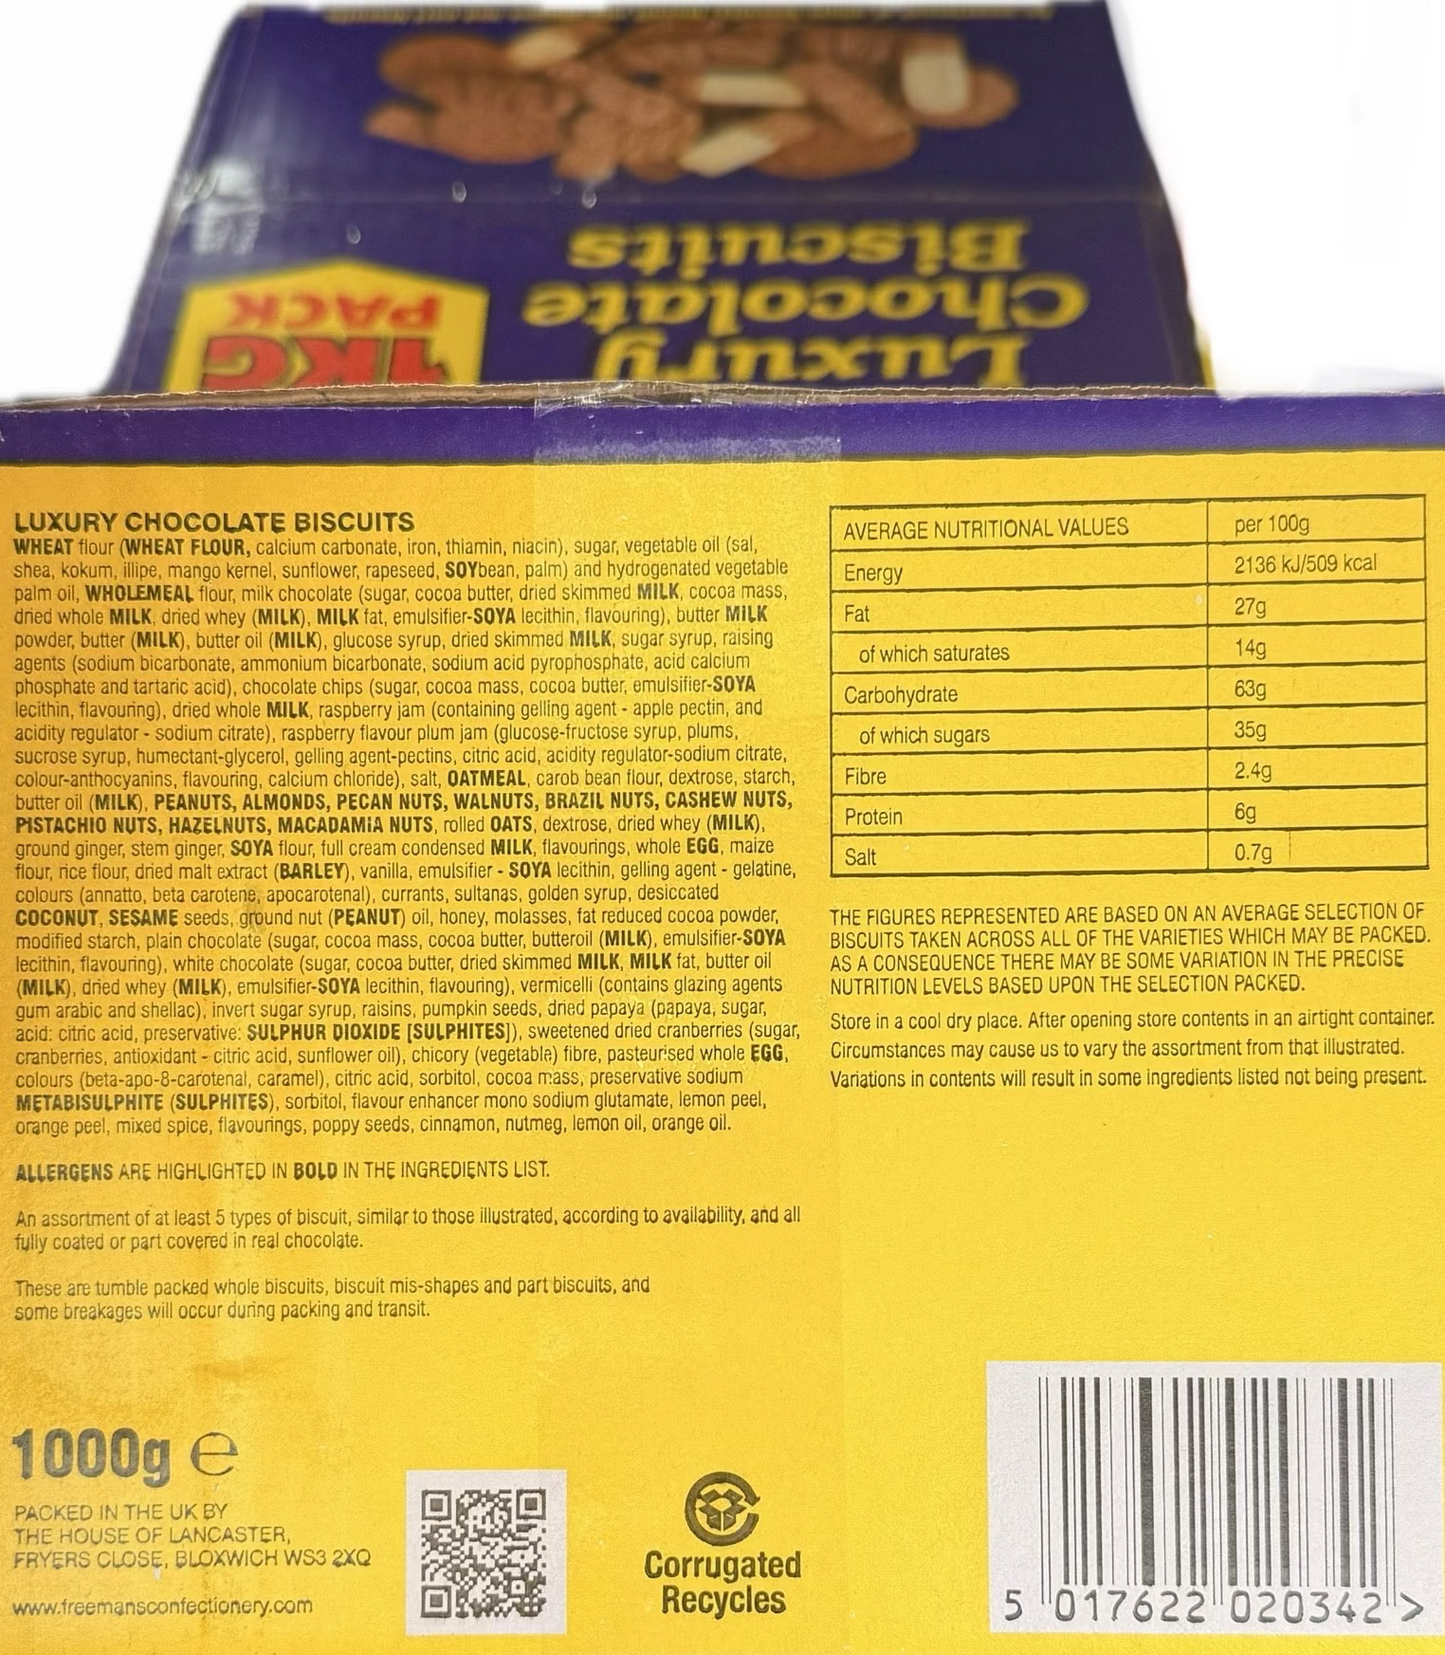 Luxury
Chocolate
Biscuits
1KG
PACK
LUXURY CHOCOLATE BISCUITS
WHEAT flour (WHEAT FLOUR, calcium carbonate, iron, thiamin, niacin), sugar, vegetable oil (sal,
shea, kokum, illipe, mango kernel, sunflower, rapeseed, SOYbean, palm) and hydrogenated vegetable
palm oil, WHOLEMEAL flour, milk chocolate (sugar, cocoa butter, dried skimmed MILK, cocoa mass,
dried whole MILK, dried whey (MILK), MILK fat, emulsifier-SOYA lecithin, flavouring), butter MILK
powder, butter (MILK), butter oil (MILK), glucose syrup, dried skimmed MILK, sugar syrup, raising
agents (sodium bicarbonate, ammonium bicarbonate, sodium acid pyrophosphate, acid calcium
phosphate and tartaric acid), chocolate chips (sugar, cocoa mass, cocoa butter, emulsifier-SOYA
lecithin, flavouring), dried whole MILK, raspberry jam (containing gelling agent - apple pectin, and
acidity regulator - sodium citrate), raspberry flavour plum jam (glucose-fructose syrup, plums,
sucrose syrup, humectant-glycerol, gelling agent-pectins, citric acid, acidity regulator-sodium citrate,
colour-anthocyanins, flavouring, calcium chloride), salt, OATMEAL, carob bean flour, dextrose, starch,
butter oil (MILK), PEANUTS, ALMONDS, PECAN NUTS, WALNUTS, BRAZIL NUTS, CASHEW NUTS,
PISTACHIO NUTS, HAZELNUTS, MACADAMIA NUTS, rolled OATS, dextrose, dried whey (MILK),
ground ginger, stem ginger, SOYA flour, full cream condensed MILK, flavourings, whole EGG, maize
flour, rice flour, dried malt extract (BARLEY), vanilla, emulsifier - SOYA lecithin, gelling agent - gelatine,
colours (annatto, beta carotene, apocarotenal), currants, sultanas, golden syrup, desiccated
COCONUT, SESAME seeds, ground nut (PEANUT) oil, honey, molasses, fat reduced cocoa powder,
modified starch, plain chocolate (sugar, cocoa mass, cocoa butter, butteroil (MILK), emulsifier-SOYA
lecithin, flavouring), white chocolate (sugar, cocoa butter, dried skimmed MILK, MILK fat, butter oil
(MILK), dried whey (MILK), emulsifier-SOYA lecithin, flavouring), vermicelli (contains glazing agents
gum arabic and shellac), invert sugar syrup, raisins, pumpkin seeds, dried papaya (papaya, sugar,
acid: citric acid, preservative: SULPHUR DIOXIDE [SULPHITES]), sweetened dried cranberries (sugar,
cranberries, antioxidant - citric acid, sunflower oil), chicory (vegetable) fibre, pasteurised whole EGG,
colours (beta-apo-8-carotenal, caramel), citric acid, sorbitol, cocoa mass, preservative sodium
METABISULPHITE (SULPHITES), sorbitol, flavour enhancer mono sodium glutamate, lemon peel,
orange peel, mixed spice, flavourings, poppy seeds, cinnamon, nutmeg, lemon oil, orange oil.
ALLERGENS ARE HIGHLIGHTED IN BOLD IN THE INGREDIENTS LIST.
An assortment of at least 5 types of biscuit, similar to those illustrated, according to availability, and all
fully coated or part covered in real chocolate.
These are tumble packed whole biscuits, biscuit mis-shapes and part biscuits, and
some breakages will occur during packing and transit.
1000g e
PACKED IN THE UK BY
THE HOUSE OF LANCASTER,
FRYERS CLOSE, BLOXWICH WS3 2XQ
www.freemansconfectionery.com
Corrugated
Recycles
AVERAGE NUTRITIONAL VALUES per 100g
Energy 2136 kJ/509 kcal
Fat 27g
of which saturates 14g
Carbohydrate 63g
of which sugars 35g
Fibre 2.4g
Protein 6g
Salt 0.7g
THE FIGURES REPRESENTED ARE BASED ON AN AVERAGE SELECTION OF
BISCUITS TAKEN ACROSS ALL OF THE VARIETIES WHICH MAY BE PACKED.
AS A CONSEQUENCE THERE MAY BE SOME VARIATION IN THE PRECISE
NUTRITION LEVELS BASED UPON THE SELECTION PACKED.
Store in a cool dry place. After opening store contents in an airtight container.
Circumstances may cause us to vary the assortment from that illustrated.
Variations in contents will result in some ingredients listed not being present.
5 017622 020342 >